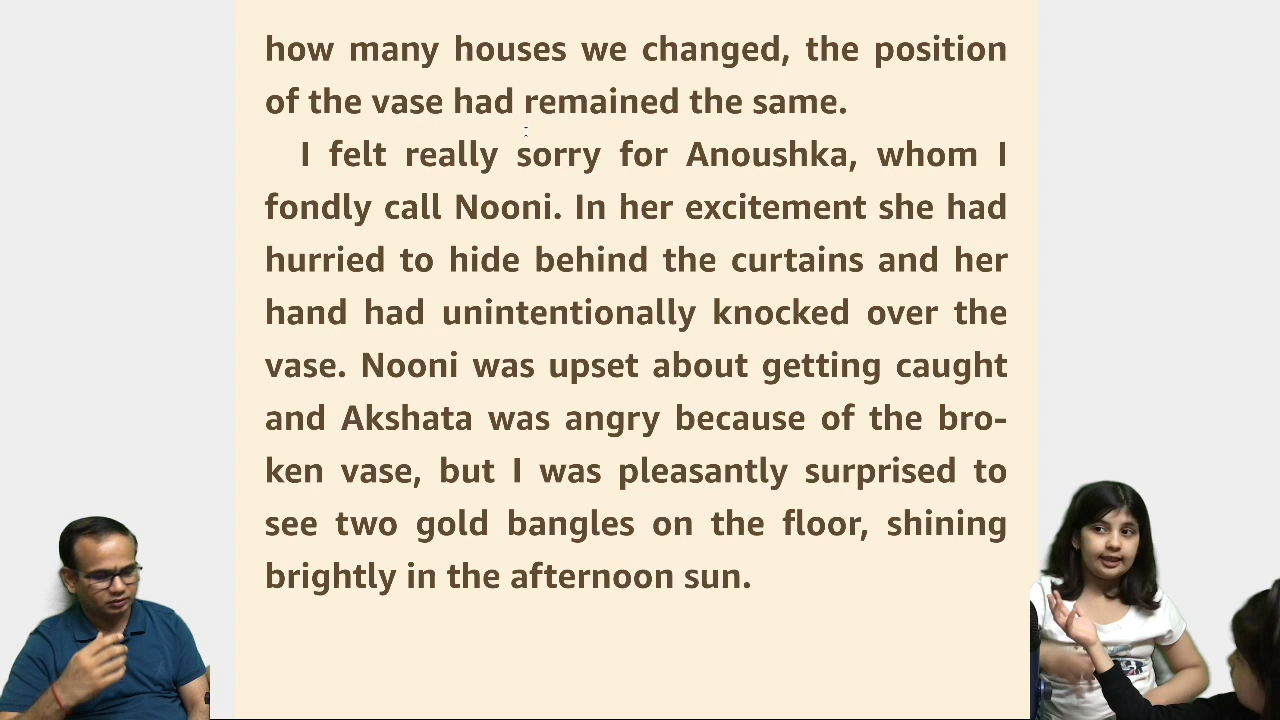 how many houses we changed, the position
of the vase had remained the same.
I felt really sorry for Anoushka, whom I
fondly call Nooni. In her excitement she had
hurried to hide behind the curtains and her
hand had unintentionally knocked over the
vase. Nooni was upset about getting caught
and Akshata was angry because of the bro-
ken vase, but I was pleasantly surprised to
see two gold bangles on the floor, shining
brightly in the afternoon sun.